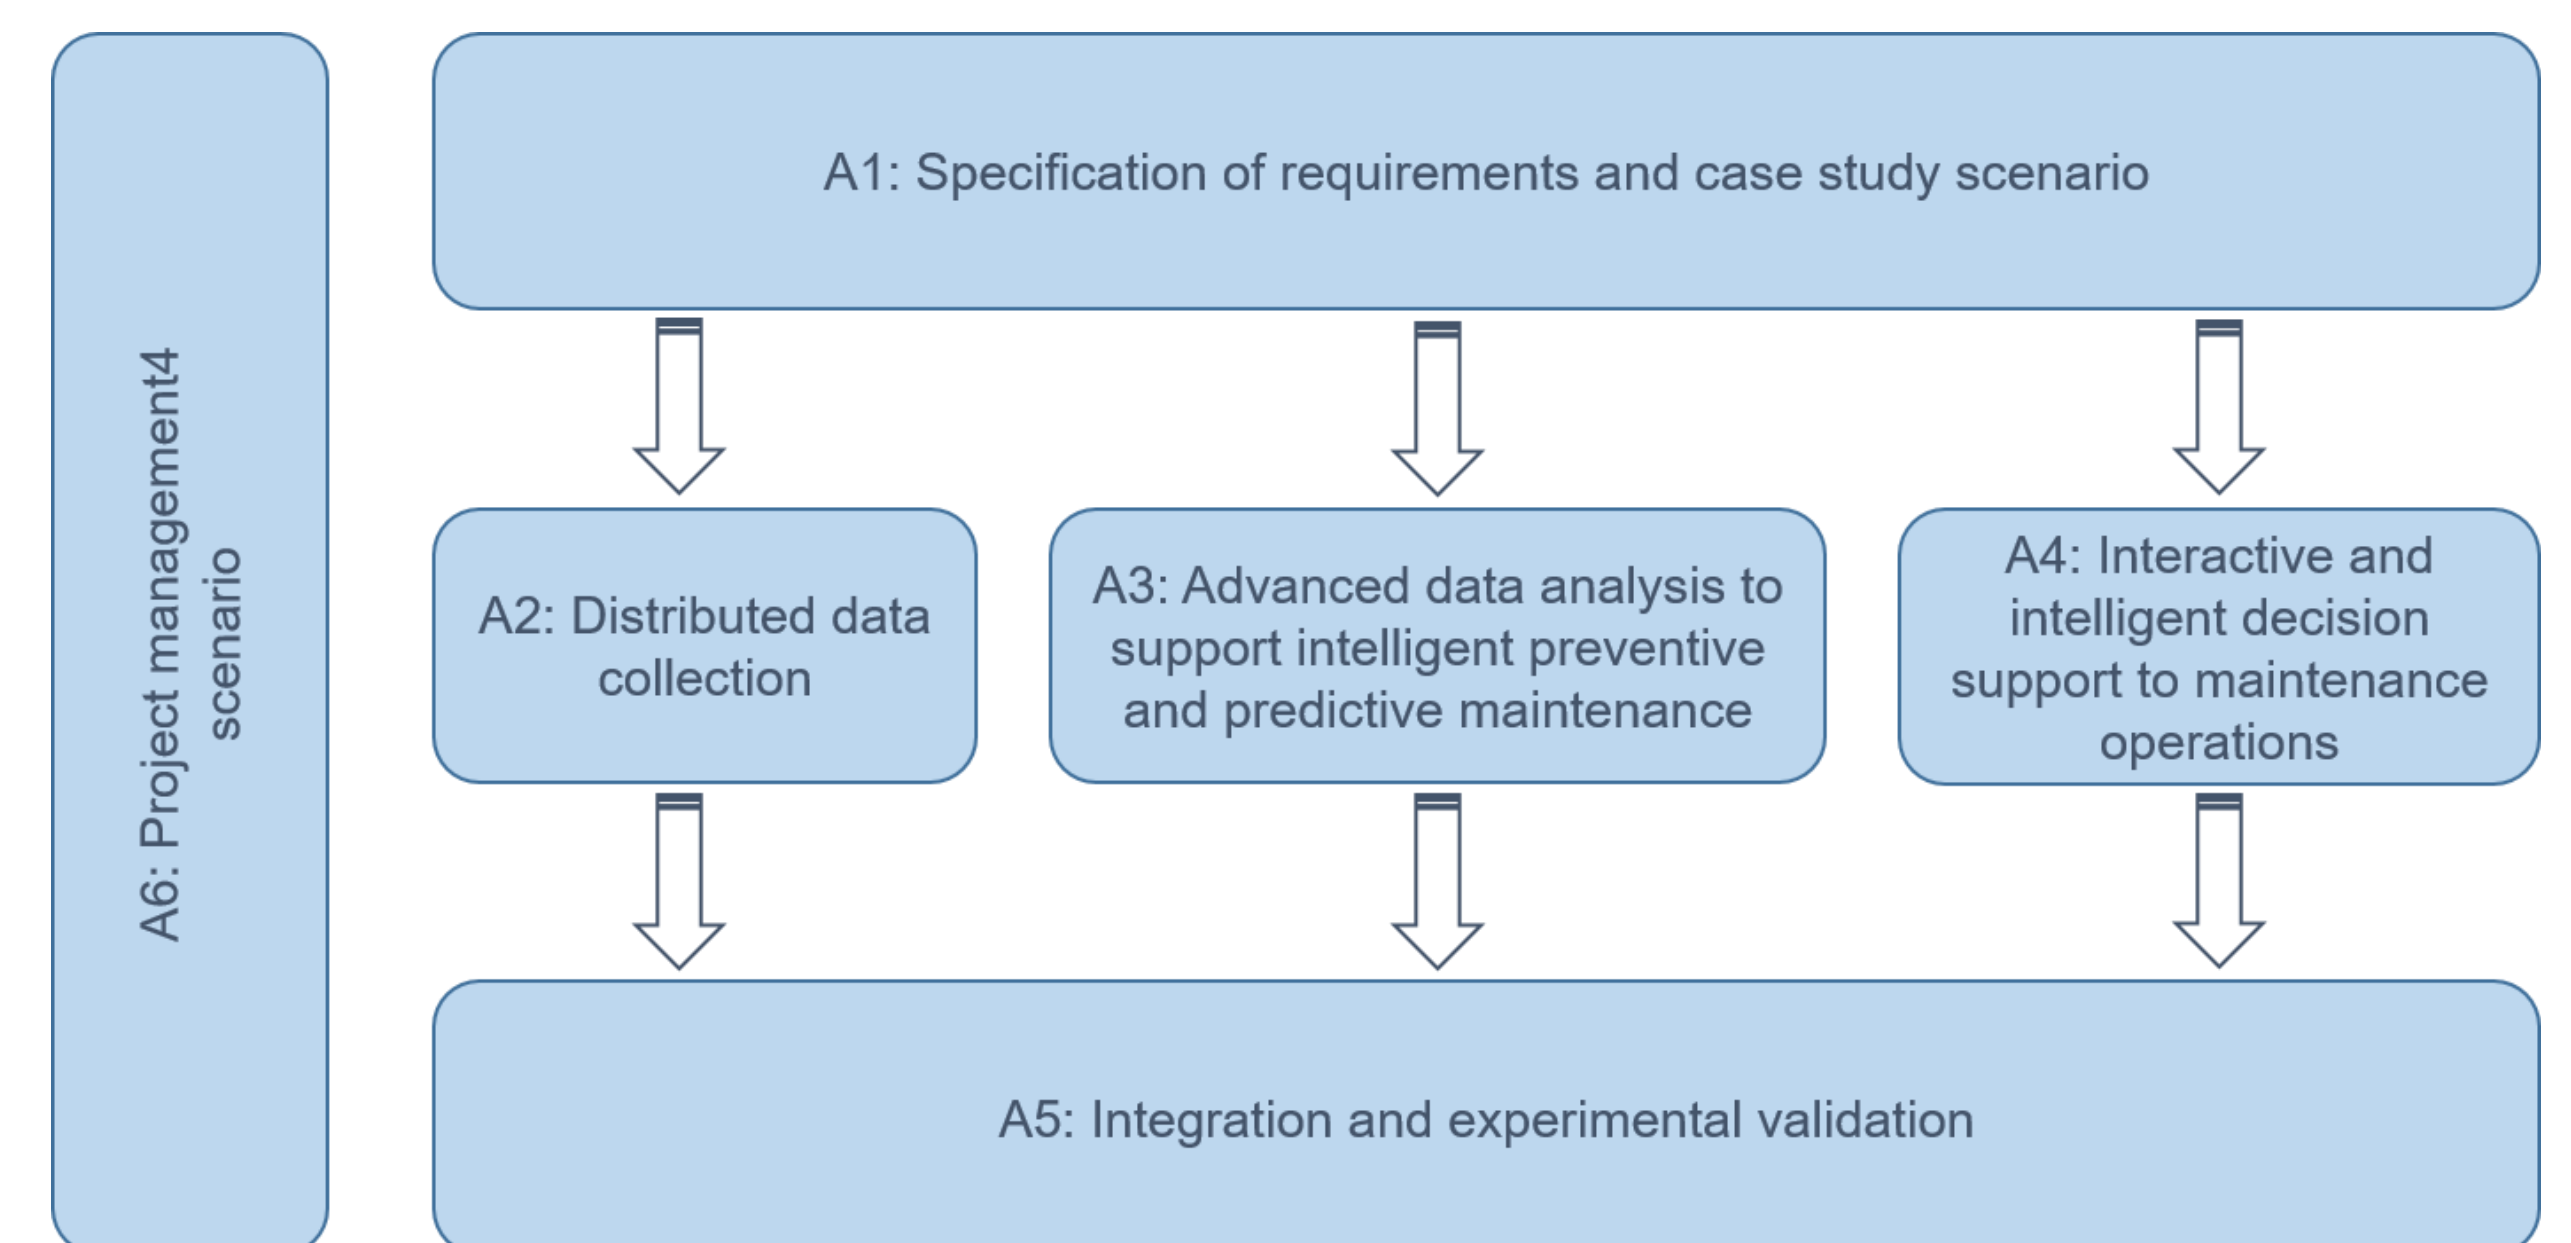 A6: Project management4
scenario
A1: Specification of requirements and case study scenario
A2: Distributed data
collection
A3: Advanced data analysis to
support intelligent preventive
and predictive maintenance
A4: Interactive and
intelligent decision
support to maintenance
operations
A5: Integration and experimental validation